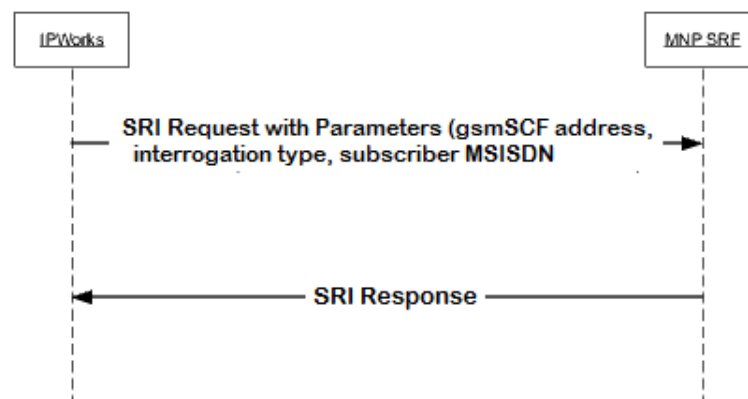 IPWorks
MNP SRF
SRI Request with Parameters (gsmSCF address,
interrogation type, subscriber MSISDN
SRI Response